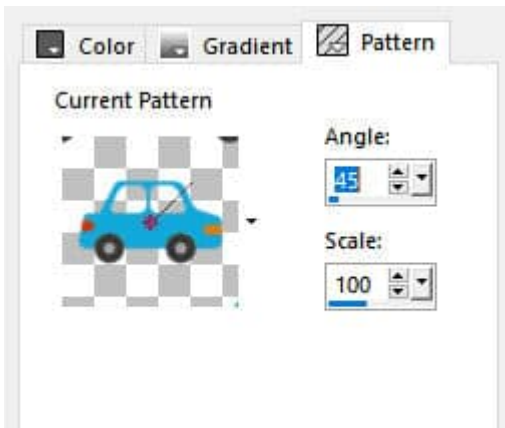 Color Gradient Pattern
Current Pattern
Angle:
45
Scale:
100